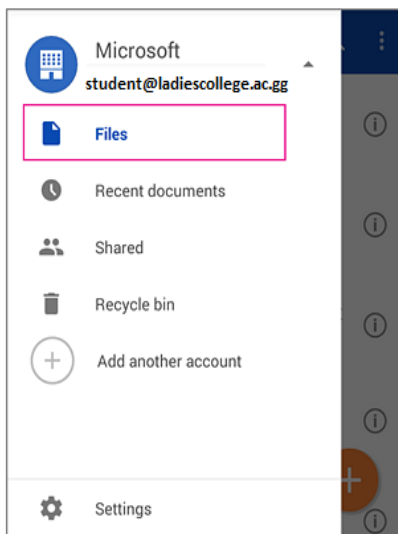 Microsoft
student@ladiescollege.ac.gg
Files
Recent documents
Shared
Recycle bin
Add another account
Settings